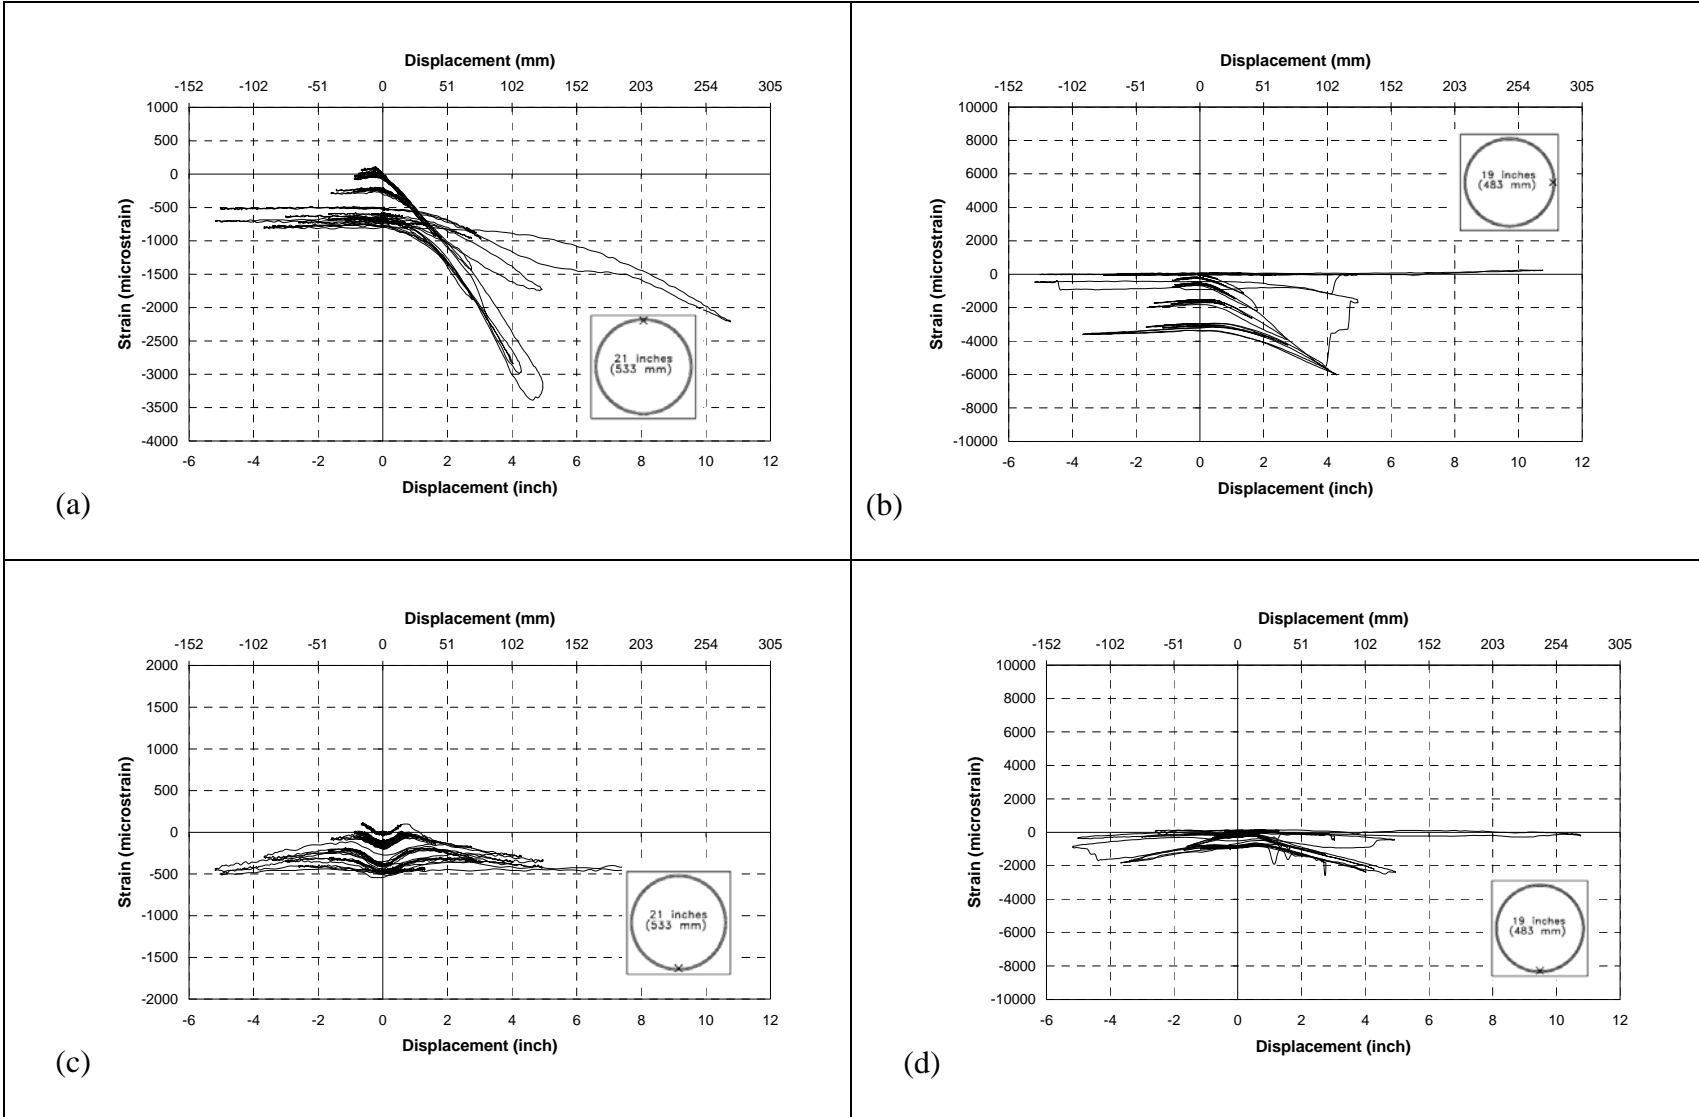 Displacement (mm)
-152 -102 -51 0 51 102 152 203 254 305
1000
500
0
-500
-1000
-1500
-2000
-2500
-3000
-3500
-4000
Strain (microstrain)
21 inches
(533 mm)
-6 -4 -2 0 2 4 6 8 10 12
Displacement (inch)
(a)
Displacement (mm)
-152 -102 -51 0 51 102 152 203 254 305
10000
8000
6000
4000
2000
0
-2000
-4000
-6000
-8000
-10000
Strain (microstrain)
19 inches
(483 mm)
-6 -4 -2 0 2 4 6 8 10 12
Displacement (inch)
(b)
Displacement (mm)
-152 -102 -51 0 51 102 152 203 254 305
2000
1500
1000
500
0
-500
-1000
-1500
-2000
Strain (microstrain)
21 inches
(533 mm)
-6 -4 -2 0 2 4 6 8 10 12
Displacement (inch)
(c)
Displacement (mm)
-152 -102 -51 0 51 102 152 203 254 305
10000
8000
6000
4000
2000
0
-2000
-4000
-6000
-8000
-10000
Strain (microstrain)
19 inches
(483 mm)
-6 -4 -2 0 2 4 6 8 10 12
Displacement (inch)
(d)